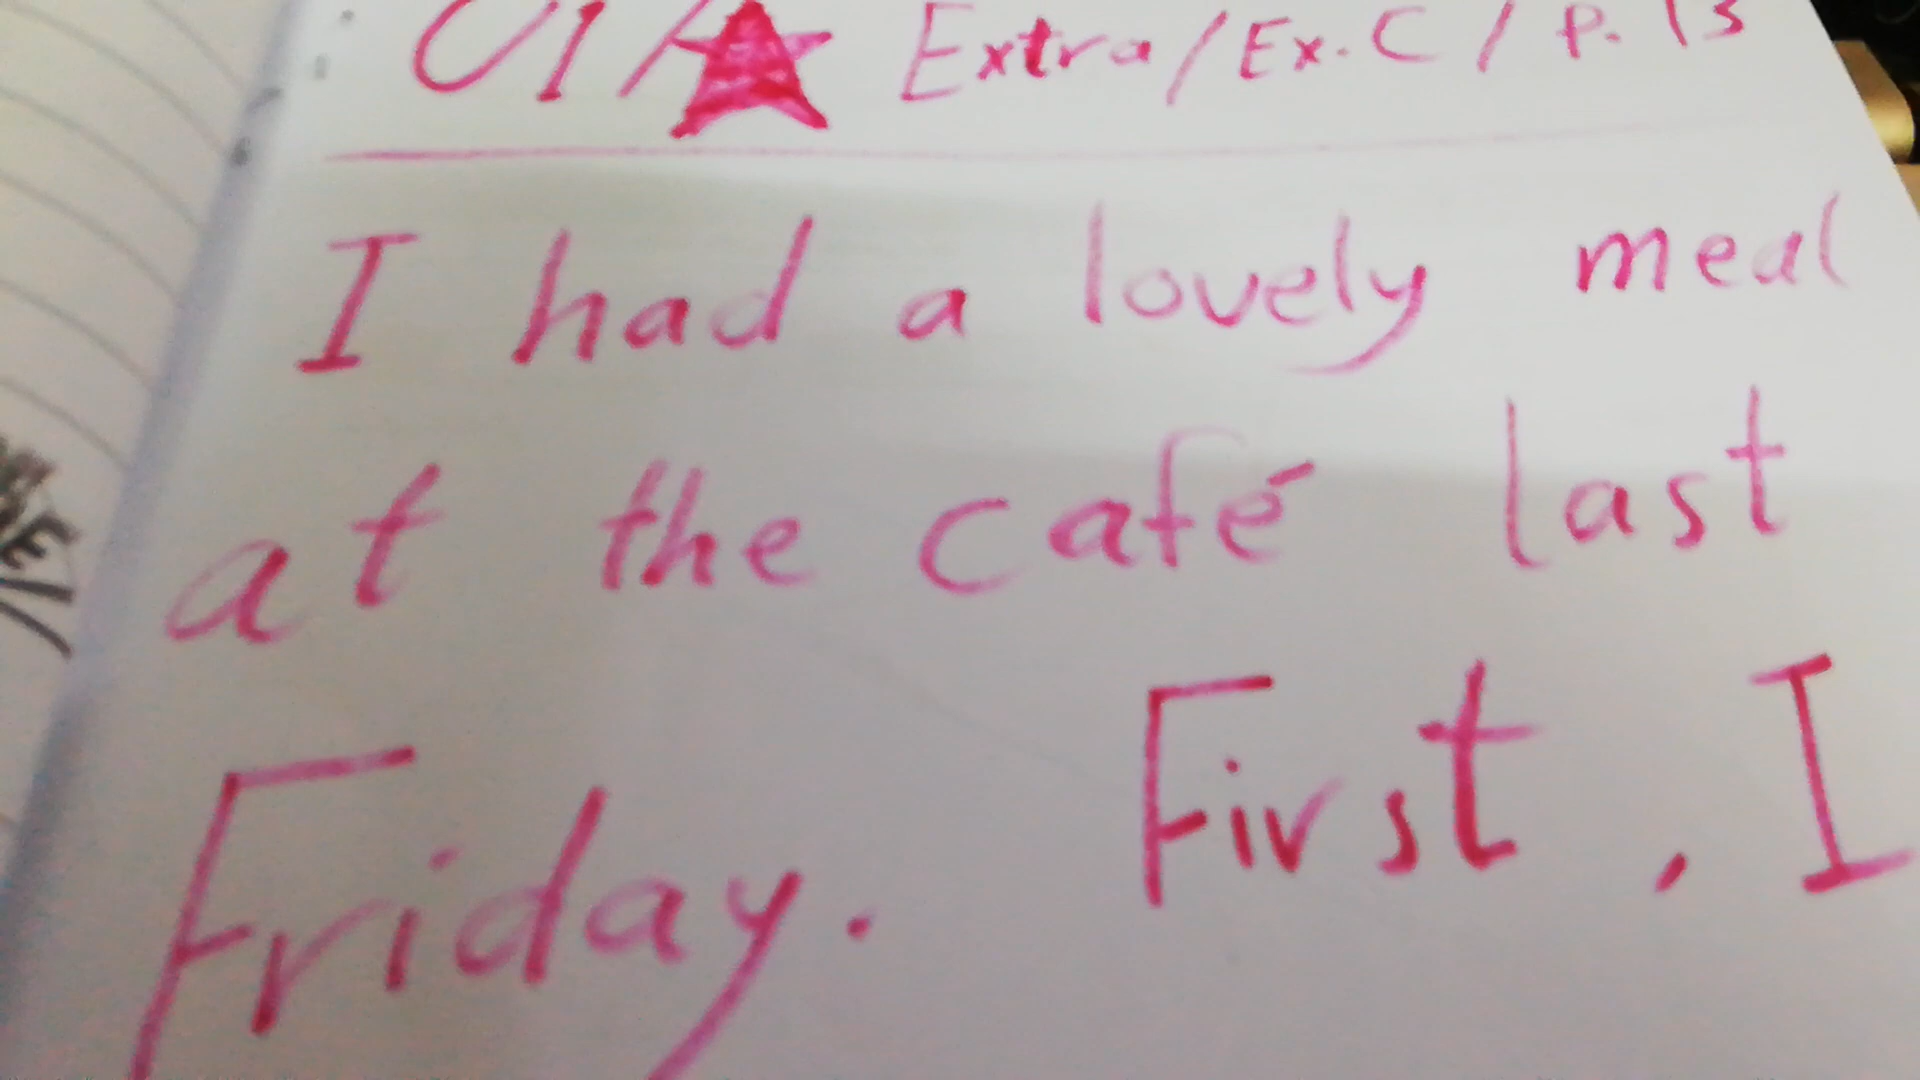 U1/★ Extra/Ex. C / P. 13
I had a lovely meal
at the café last
Friday. First, I